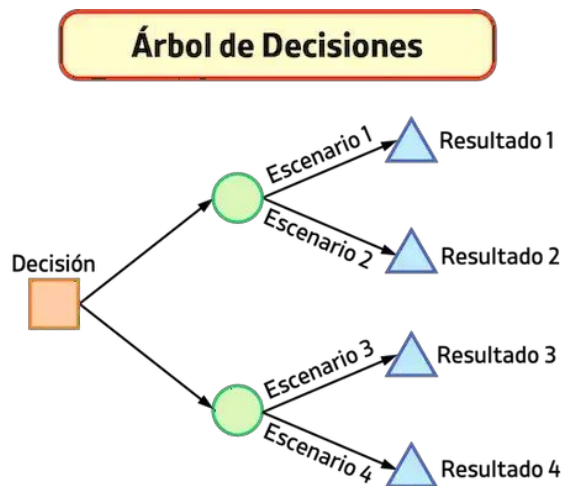 Árbol de Decisiones
Escenario 1
Resultado 1
Escenario 2
Resultado 2
Decisión
Escenario 3
Resultado 3
Escenario 4
Resultado 4